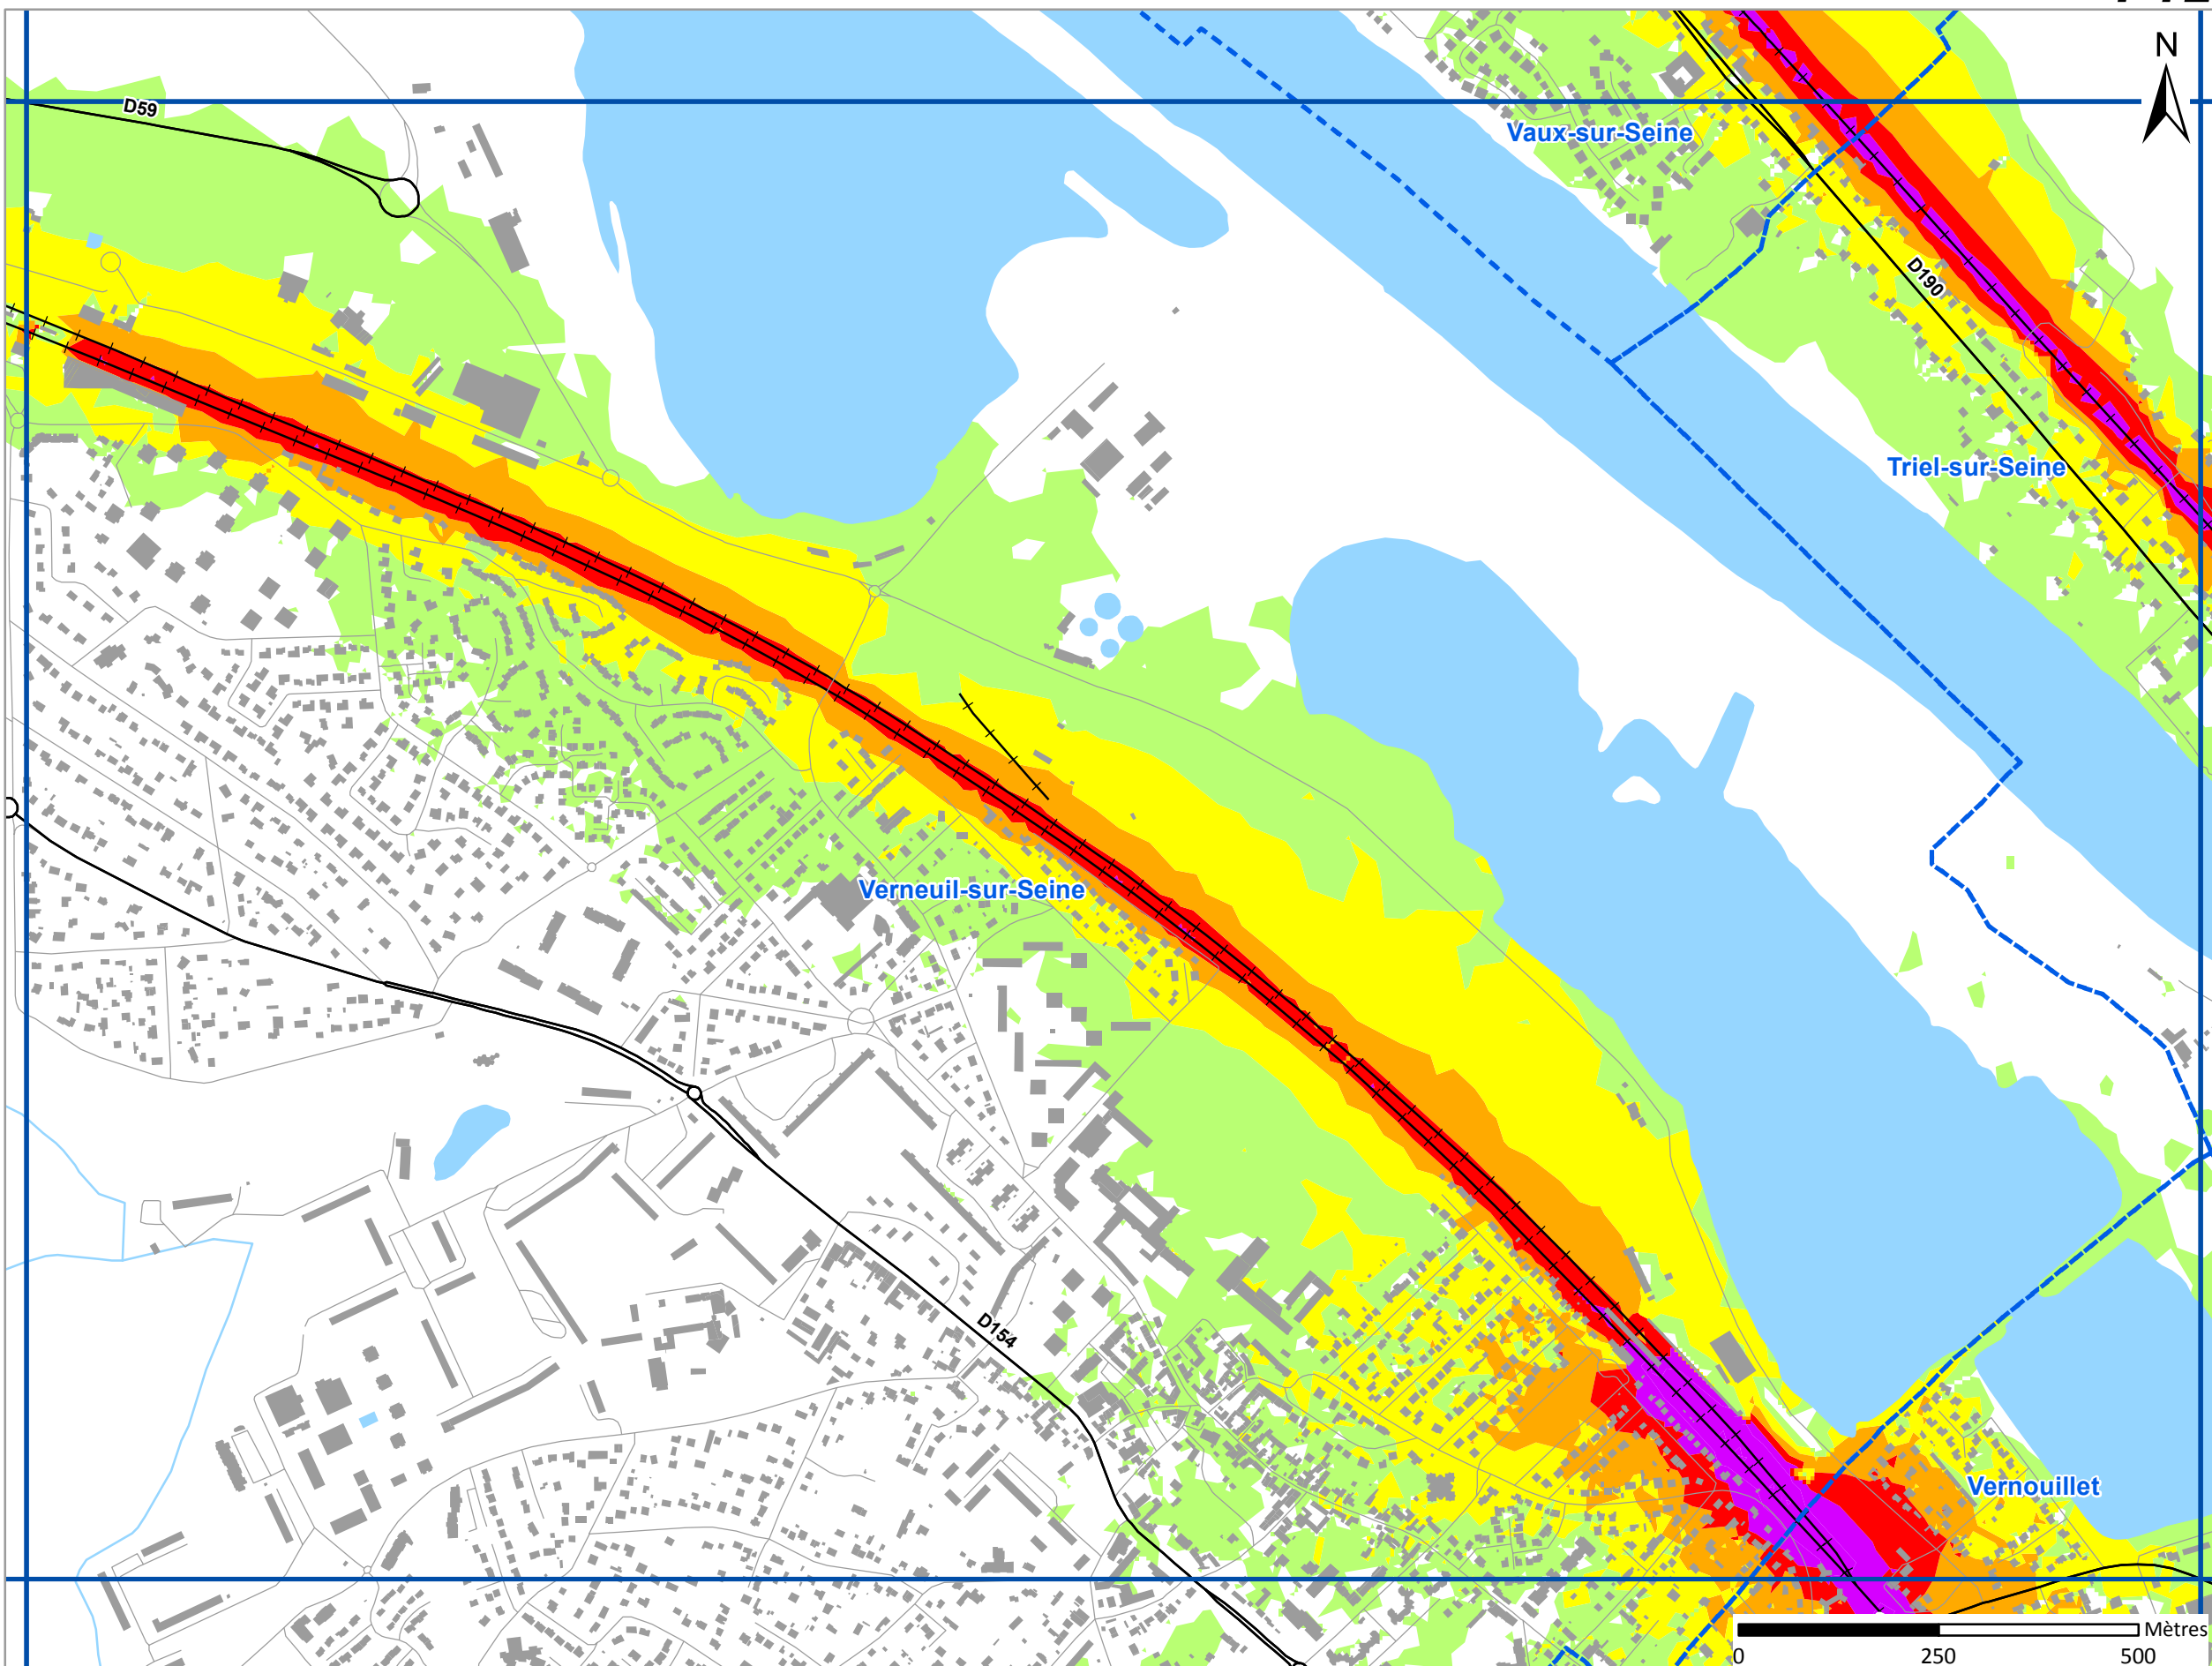 N
D59
Vaux-sur-Seine
D190
Triel-sur-Seine
Verneuil-sur-Seine
D154
Vernouillet
Mètres
0 250 500